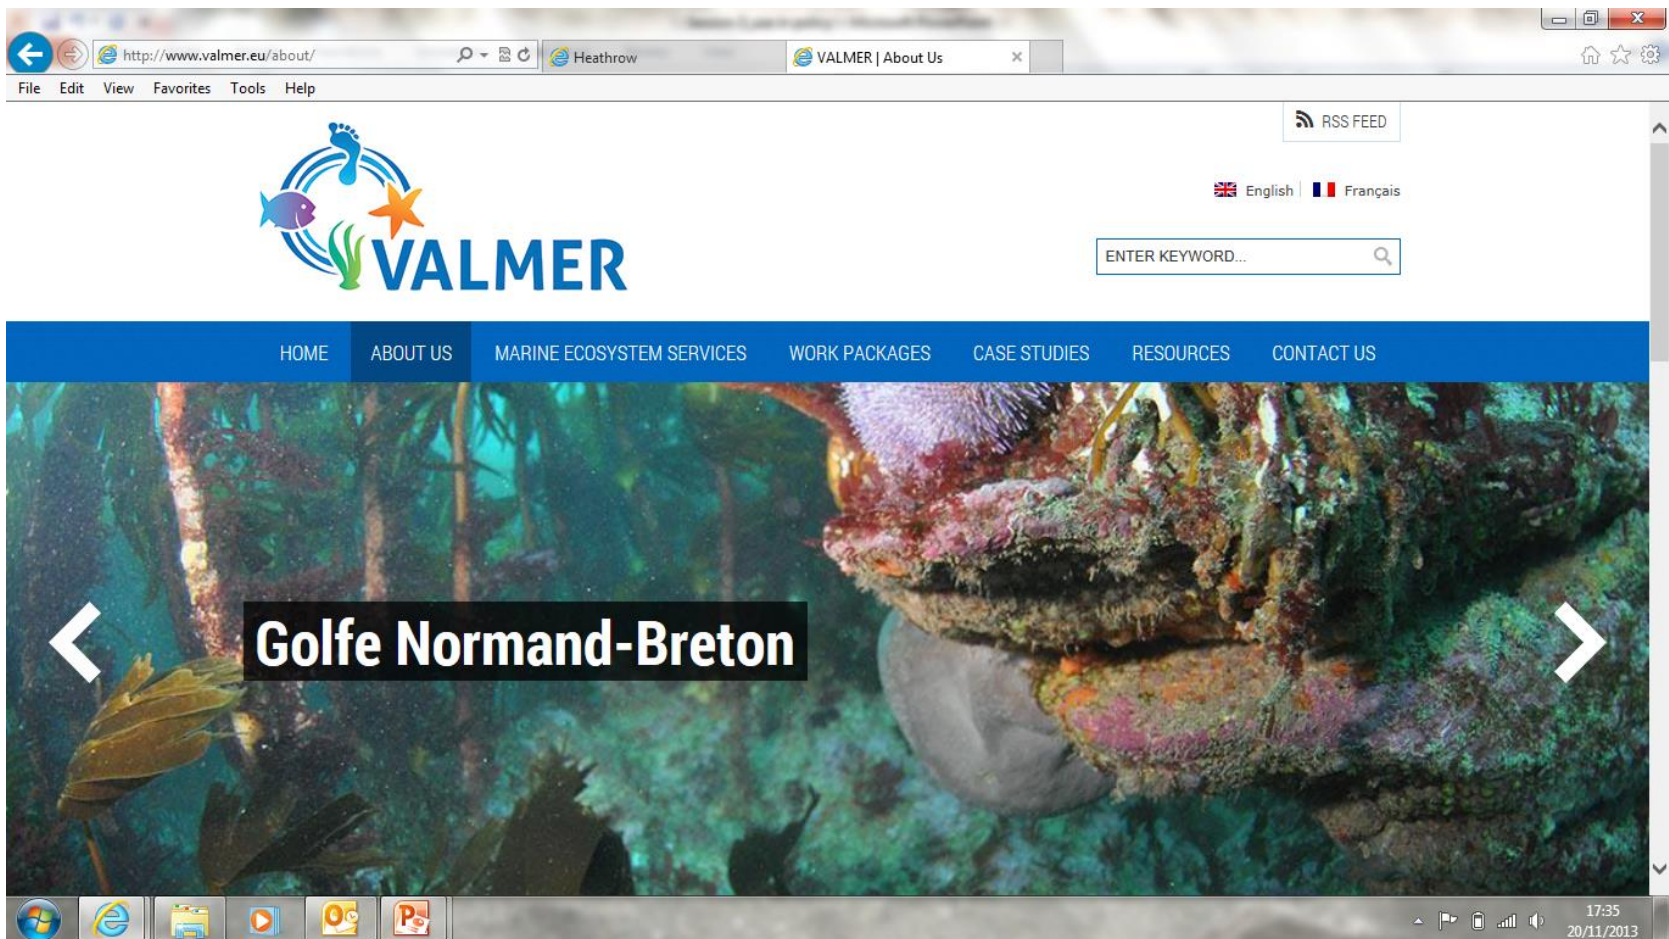 http://www.valmer.eu/about/
Heathrow
VALMER | About Us
File Edit View Favorites Tools Help
RSS FEED
English Français
VALMER
ENTER KEYWORD...
HOME ABOUT US MARINE ECOSYSTEM SERVICES WORK PACKAGES CASE STUDIES RESOURCES CONTACT US
Golfe Normand-Breton
17:35
20/11/2013